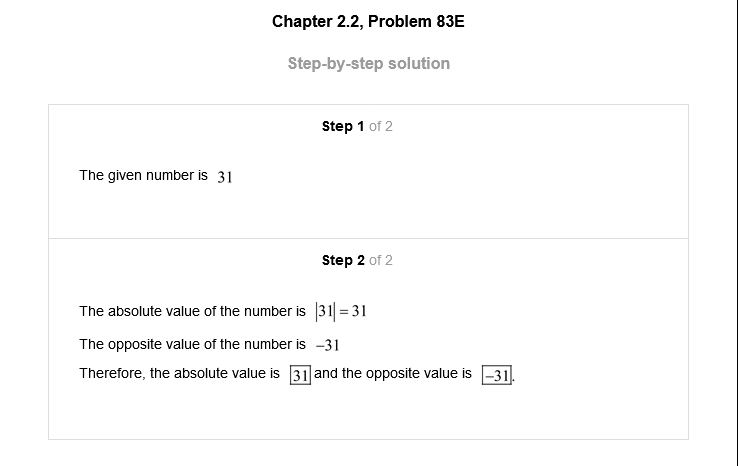 Chapter 2.2, Problem 83E
Step-by-step solution
Step 1 of 2
The given number is 31
Step 2 of 2
The absolute value of the number is |31| = 31
The opposite value of the number is −31
Therefore, the absolute value is 31 and the opposite value is −31.